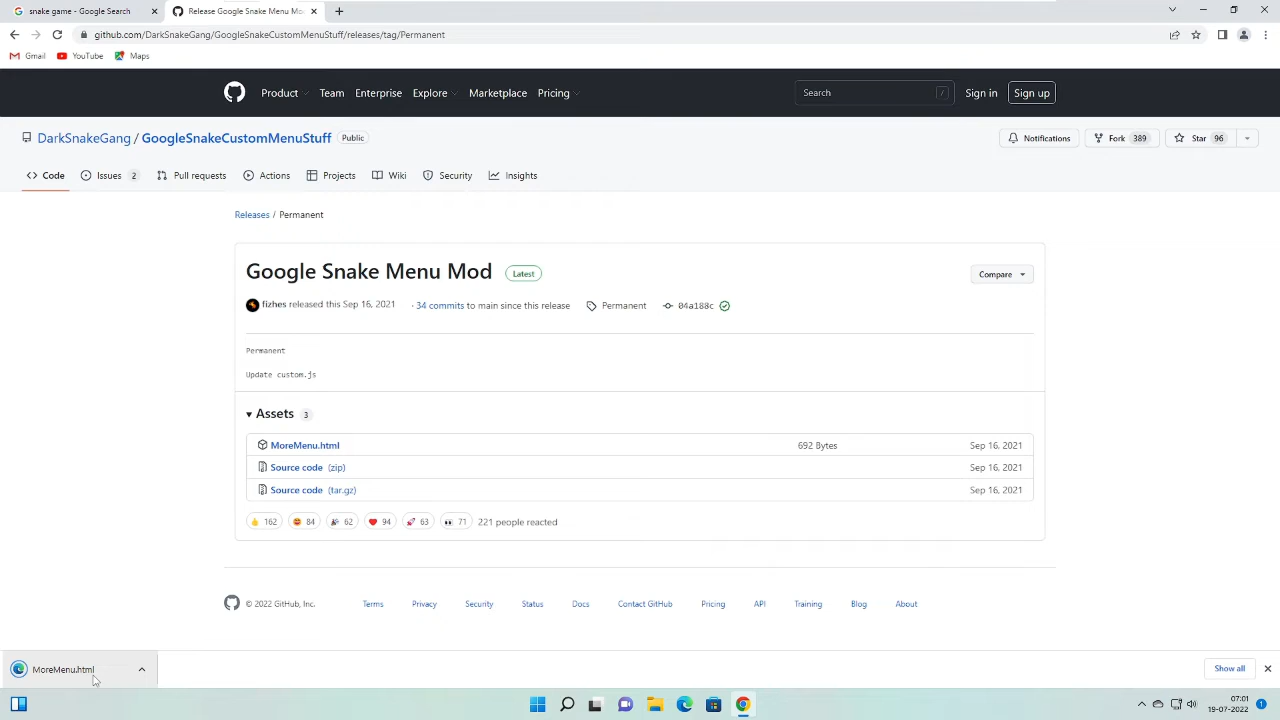 snake game - Google Search
Release Google Snake Menu Mo
github.com/DarkSnakeGang/GoogleSnakeCustomMenuStuff/releases/tag/Permanent
Gmail YouTube Maps
Product Team Enterprise Explore Marketplace Pricing Search / Sign in Sign up
DarkSnakeGang / GoogleSnakeCustomMenuStuff Public Notifications Fork 389 Star 96
Code Issues 2 Pull requests Actions Projects Wiki Security Insights
Releases / Permanent
Google Snake Menu Mod Latest Compare
fizhes released this Sep 16, 2021 · 34 commits to main since this release Permanent 04a188c
Permanent
Update custom.js
Assets 3
MoreMenu.html 692 Bytes Sep 16, 2021
Source code (zip) Sep 16, 2021
Source code (tar.gz) Sep 16, 2021
162 84 62 94 63 71 221 people reacted
© 2022 GitHub, Inc. Terms Privacy Security Status Docs Contact GitHub Pricing API Training Blog About
MoreMenu.html Show all
07:01
19-07-2022 1